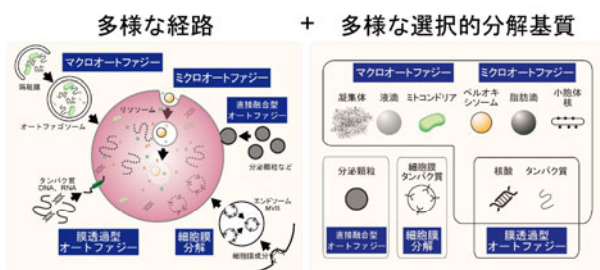 多様な経路 + 多様な選択的分解基質
マクロオートファジー
隔離膜
オートファゴソーム
ミクロオートファジー
リソソーム
直接融合型
オートファジー
分泌顆粒など
タンパク質
DNA, RNA
膜透過型
オートファジー
細胞膜
分解
エンドソーム
MVB
細胞膜成分
マクロオートファジー
ミクロオートファジー
凝集体
液滴
ミトコンドリア
ペルオキ
シソーム
脂肪滴
小胞体
核
分泌顆粒
直接融合型
オートファジー
細胞膜
タンパク質
細胞膜
分解
核酸
タンパク質
膜透過型
オートファジー